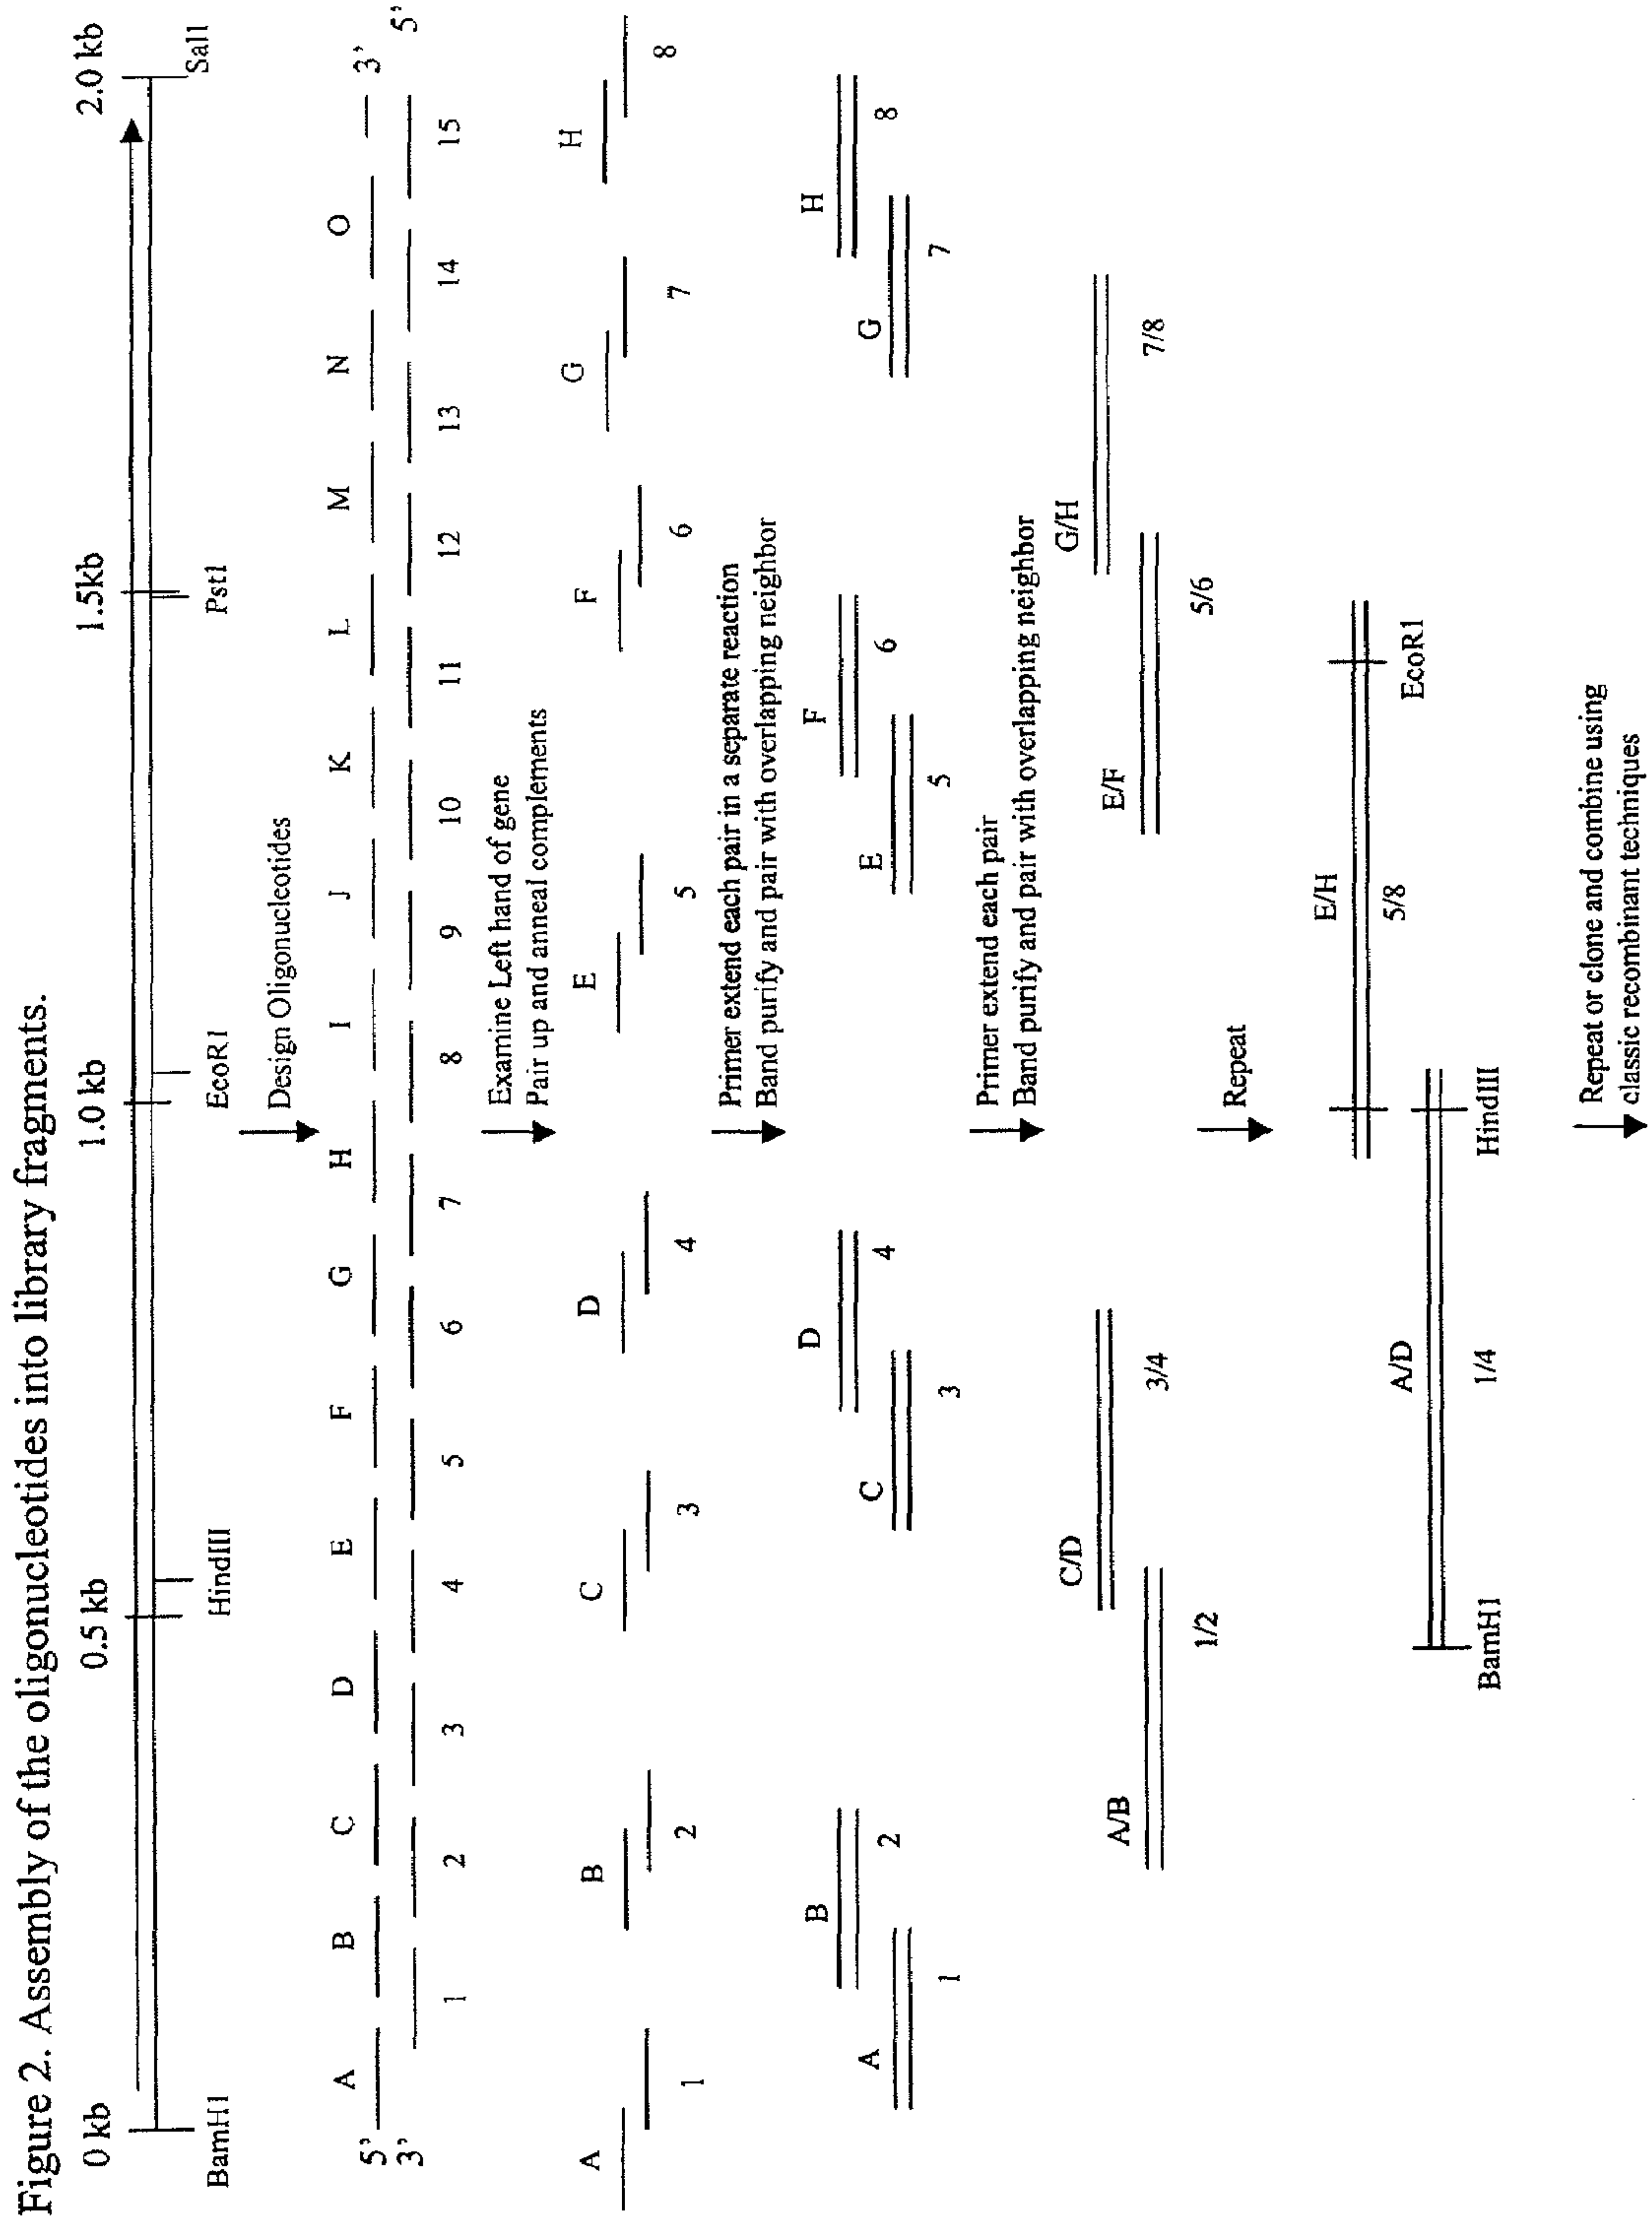 Figure 2. Assembly of the oligonucleotides into library fragments.
0 kb 0.5 kb 1.0 kb 1.5kb 2.0 kb
BamH1 HindIII EcoR1 Pst1 Sal1
Design Oligonucleotides
A B C D E F G H I J K L M N O
5' 3'
3' 5'
1 2 3 4 5 6 7 8 9 10 11 12 13 14 15
Examine Left hand of gene
Pair up and anneal complements
A B C D E F G H
1 2 3 4 5 6 7 8
Primer extend each pair in a separate reaction
Band purify and pair with overlapping neighbor
B D F H
2 4 6 8
A C E G
1 3 5 7
Primer extend each pair
Band purify and pair with overlapping neighbor
C/D G/H
A/B E/F
3/4 7/8
1/2 5/6
Repeat
E/H
5/8 EcoR1
A/D
BamH1 1/4 HindIII
Repeat or clone and combine using
classic recombinant techniques